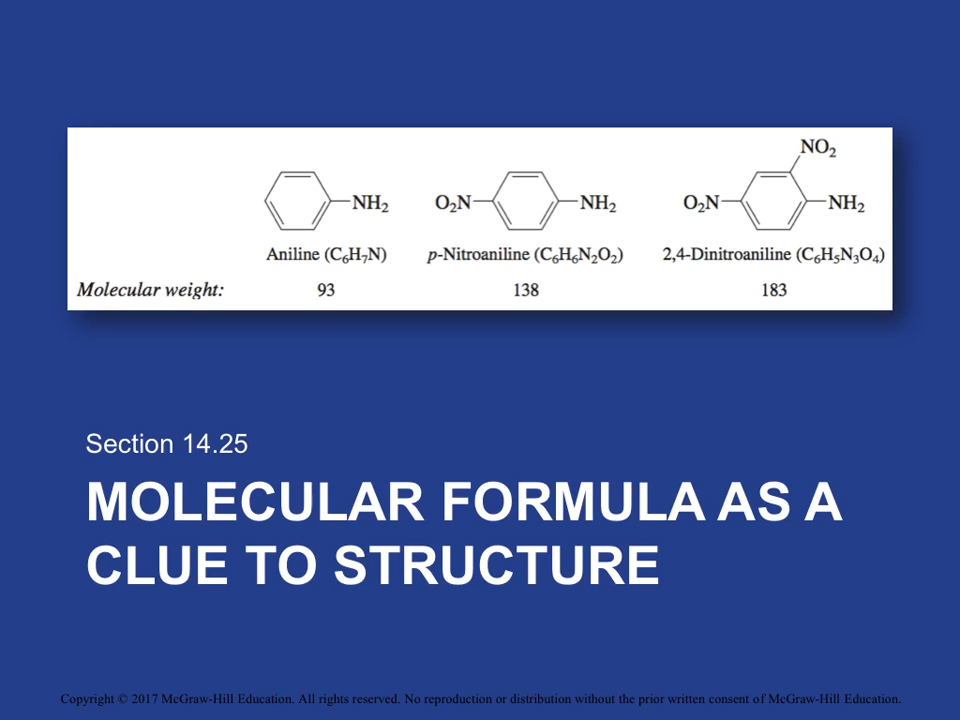 NO₂
NH₂ O₂N NH₂ O₂N NH₂
Aniline (C₆H₇N) p-Nitroaniline (C₆H₆N₂O₂) 2,4-Dinitroaniline (C₆H₅N₃O₄)
Molecular weight: 93 138 183
Section 14.25
MOLECULAR FORMULA AS A
CLUE TO STRUCTURE
Copyright © 2017 McGraw-Hill Education. All rights reserved. No reproduction or distribution without the prior written consent of McGraw-Hill Education.